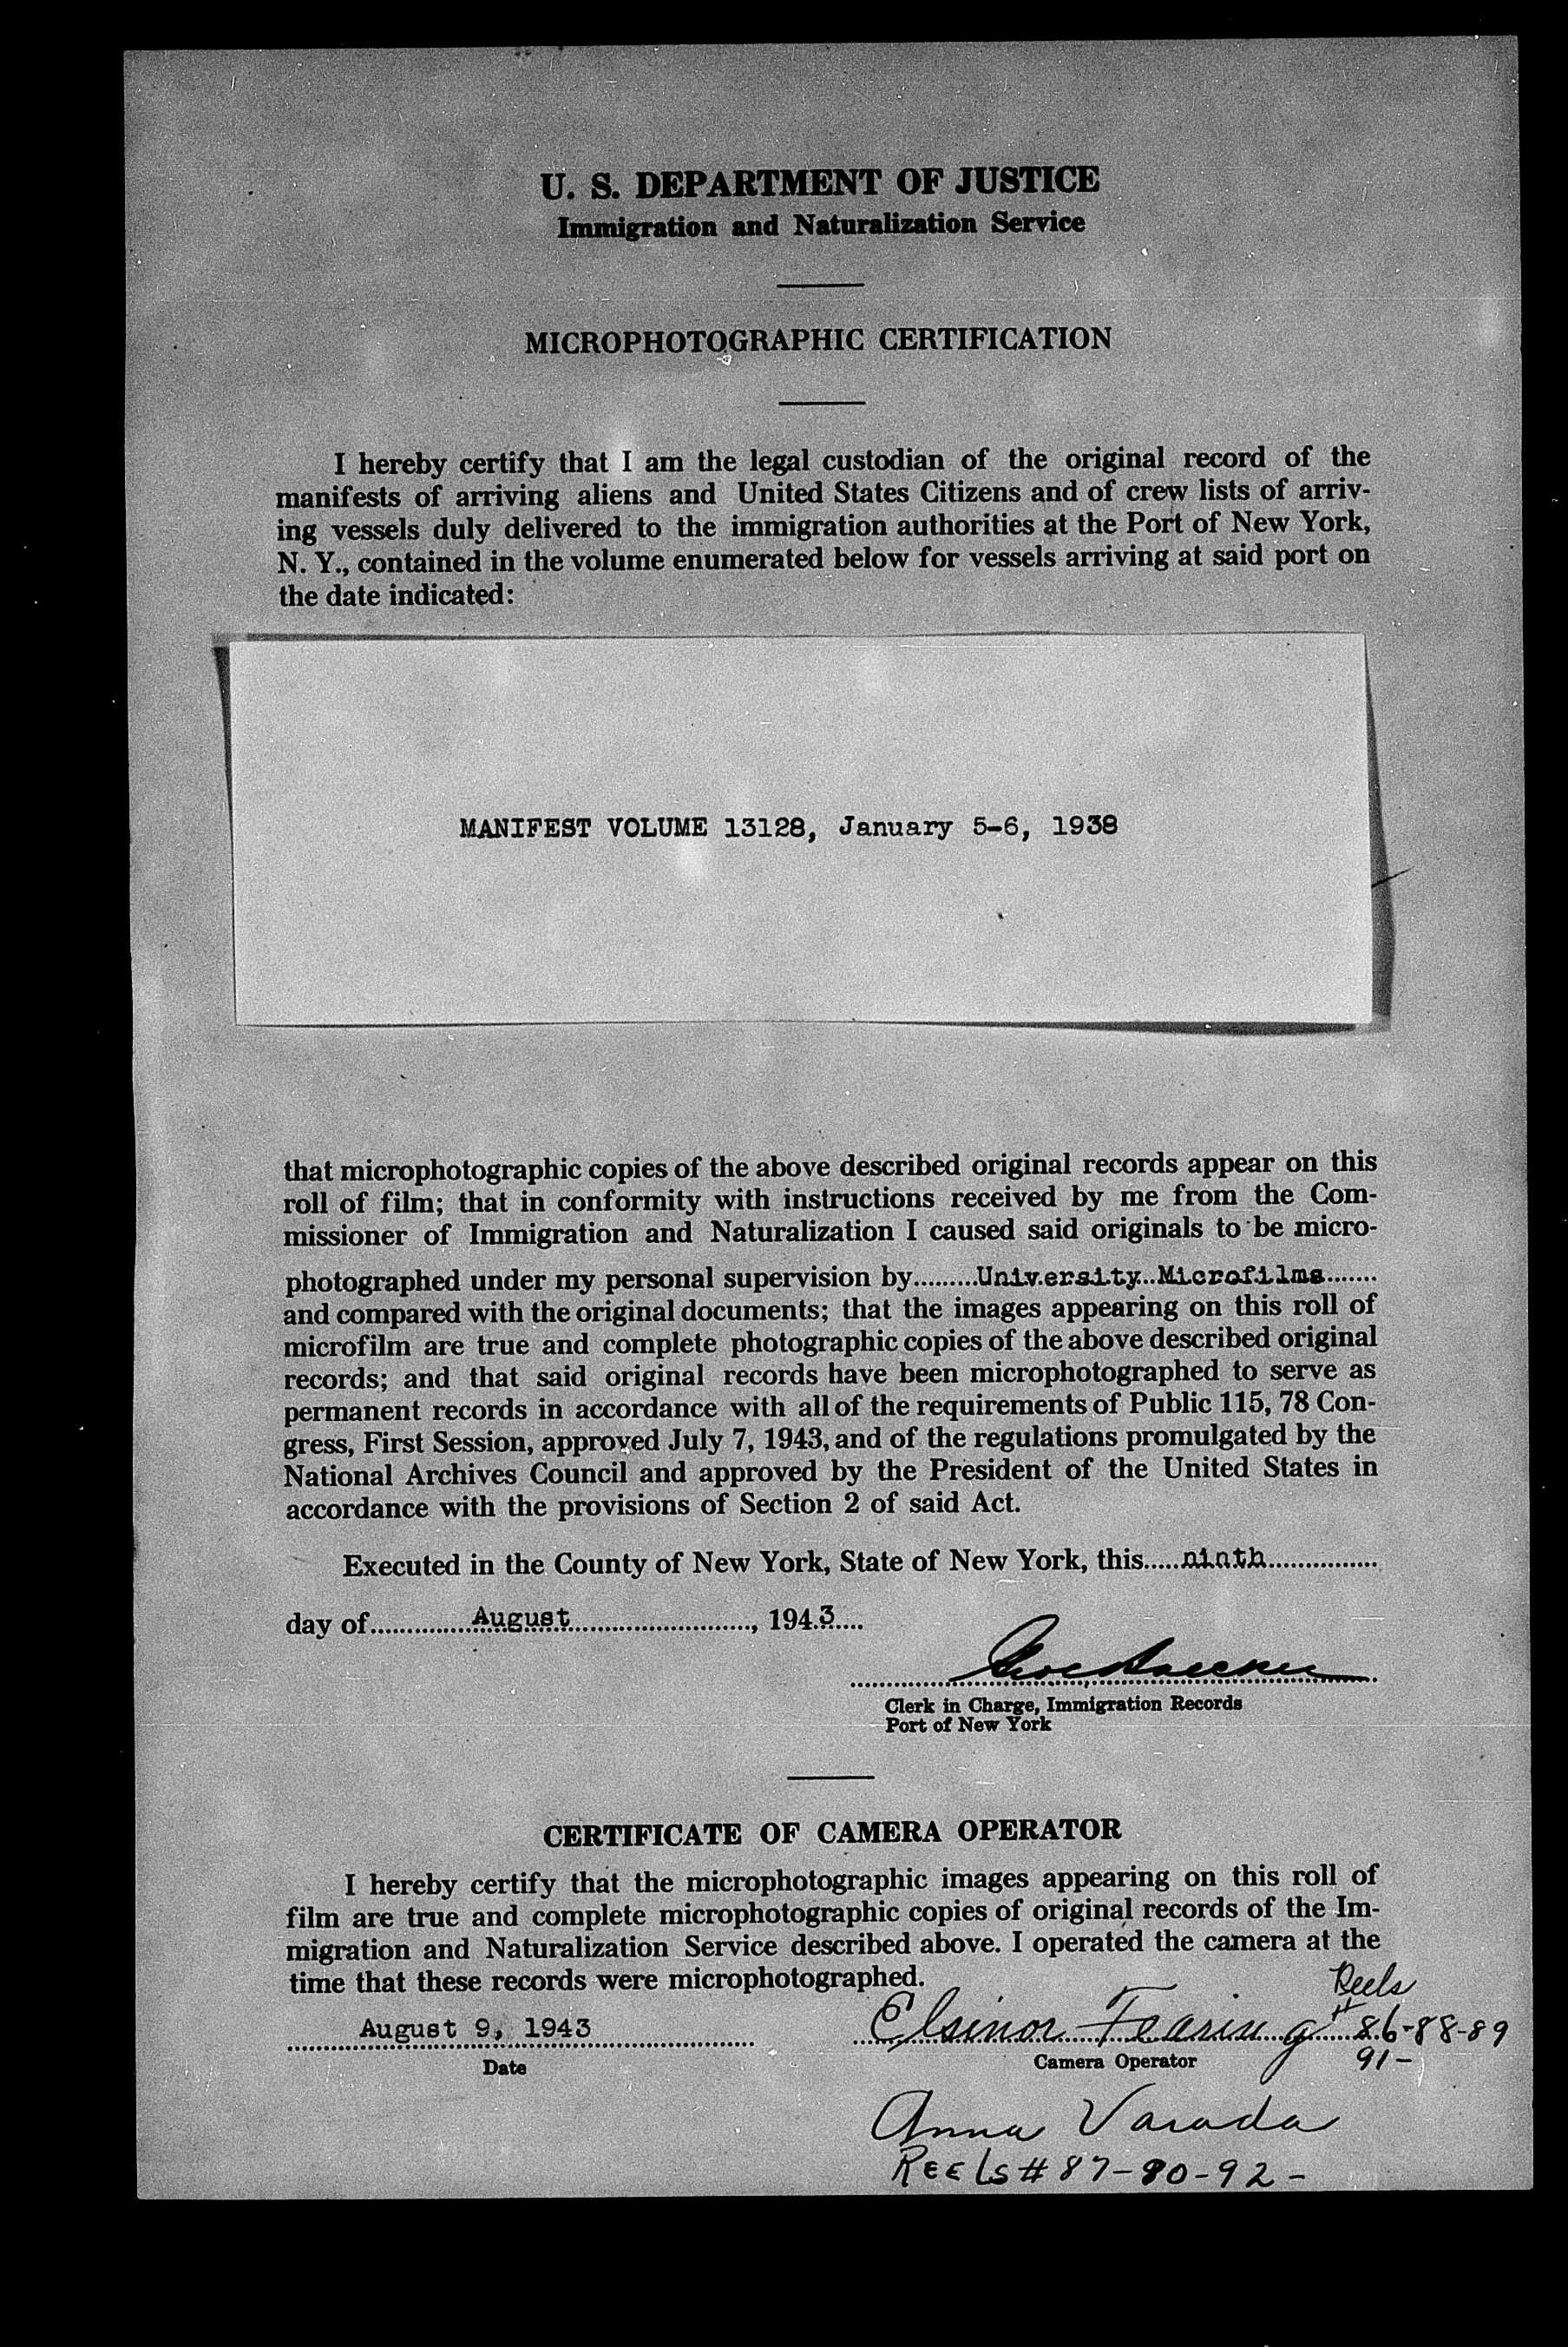 U. S. DEPARTMENT OF JUSTICE
Immigration and Naturalization Service
MICROPHOTOGRAPHIC CERTIFICATION
I hereby certify that I am the legal custodian of the original record of the
manifests of arriving aliens and United States Citizens and of crew lists of arriv-
ing vessels duly delivered to the immigration authorities at the Port of New York,
N. Y., contained in the volume enumerated below for vessels arriving at said port on
the date indicated:
MANIFEST VOLUME 13128, January 5-6, 1938
that microphotographic copies of the above described original records appear on this
roll of film; that in conformity with instructions received by me from the Com-
missioner of Immigration and Naturalization I caused said originals to be micro-
photographed under my personal supervision by.........University Microfilms.......
and compared with the original documents; that the images appearing on this roll of
microfilm are true and complete photographic copies of the above described original
records; and that said original records have been microphotographed to serve as
permanent records in accordance with all of the requirements of Public 115, 78 Con-
gress, First Session, approved July 7, 1943, and of the regulations promulgated by the
National Archives Council and approved by the President of the United States in
accordance with the provisions of Section 2 of said Act.
Executed in the County of New York, State of New York, this.....ninth...............
day of..............August.........................., 194.3....
Clerk in Charge, Immigration Records
Port of New York
CERTIFICATE OF CAMERA OPERATOR
I hereby certify that the microphotographic images appearing on this roll of
film are true and complete microphotographic copies of original records of the Im-
migration and Naturalization Service described above. I operated the camera at the
time that these records were microphotographed.
Reels
August 9, 1943 Elsinor Fearing # 86-88-89
Date Camera Operator 91-
Anna Varada
REELS # 87-90-92-